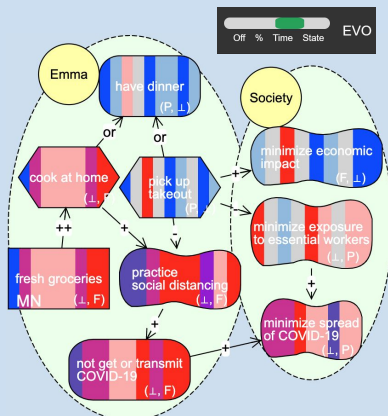 EVO
Off % Time State
Emma
have dinner
(P, ⊥)
Society
or
or
minimize economic
impact
(F, ⊥)
cook at home
(⊥, F
pick up
takeout
(P, ⊥
+
-
minimize exposure
to essential workers
(⊥, P)
++
+
-
fresh groceries
MN
(⊥, F)
practice
social distancing
(⊥, F)
+
+
minimize spread
of COVID-19
(⊥, P)
not get or transmit
COVID-19
(⊥, F)
+